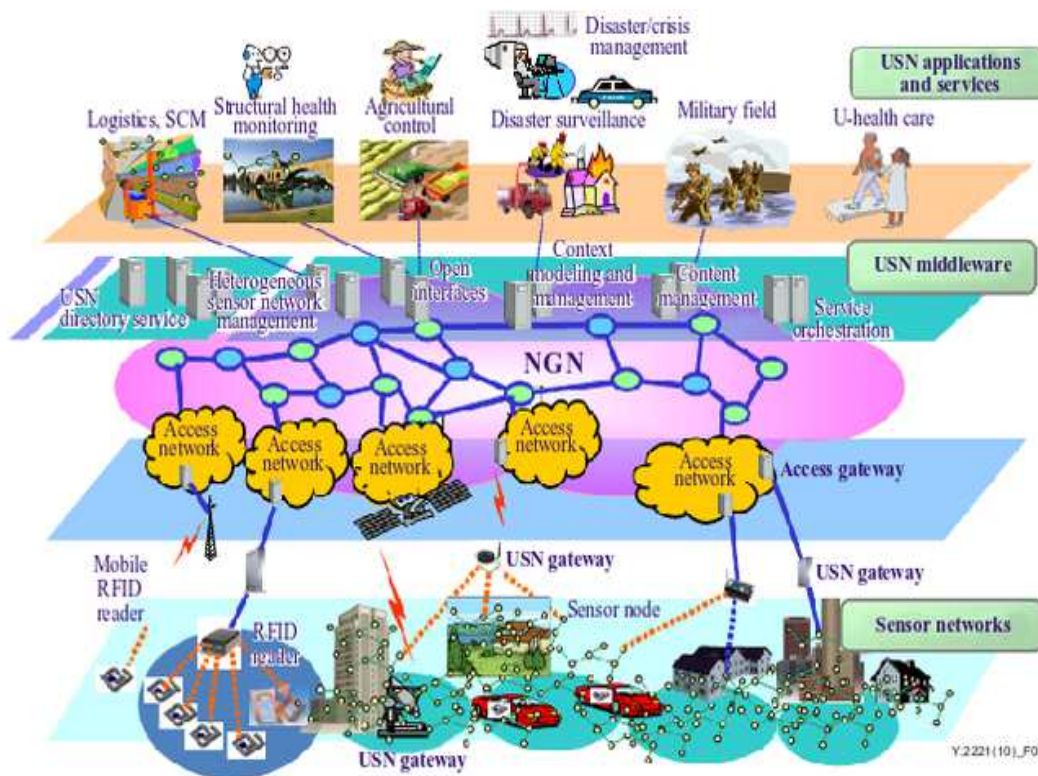 Disaster/crisis
management
USN applications
and services
Structural health
monitoring
Agricultural
control
Logistics, SCM
Disaster surveillance
Military field
U-health care
USN middleware
USN
directory service
Heterogeneous
sensor network
management
Open
interfaces
Context
modeling and
management
Content
management
Service
orchestration
NGN
Access
network
Access
network
Access
network
Access
network
Access
network
Access gateway
Mobile
RFID
reader
USN gateway
USN gateway
Sensor node
RFID
reader
Sensor networks
USN gateway
Y.2221(10)_F0